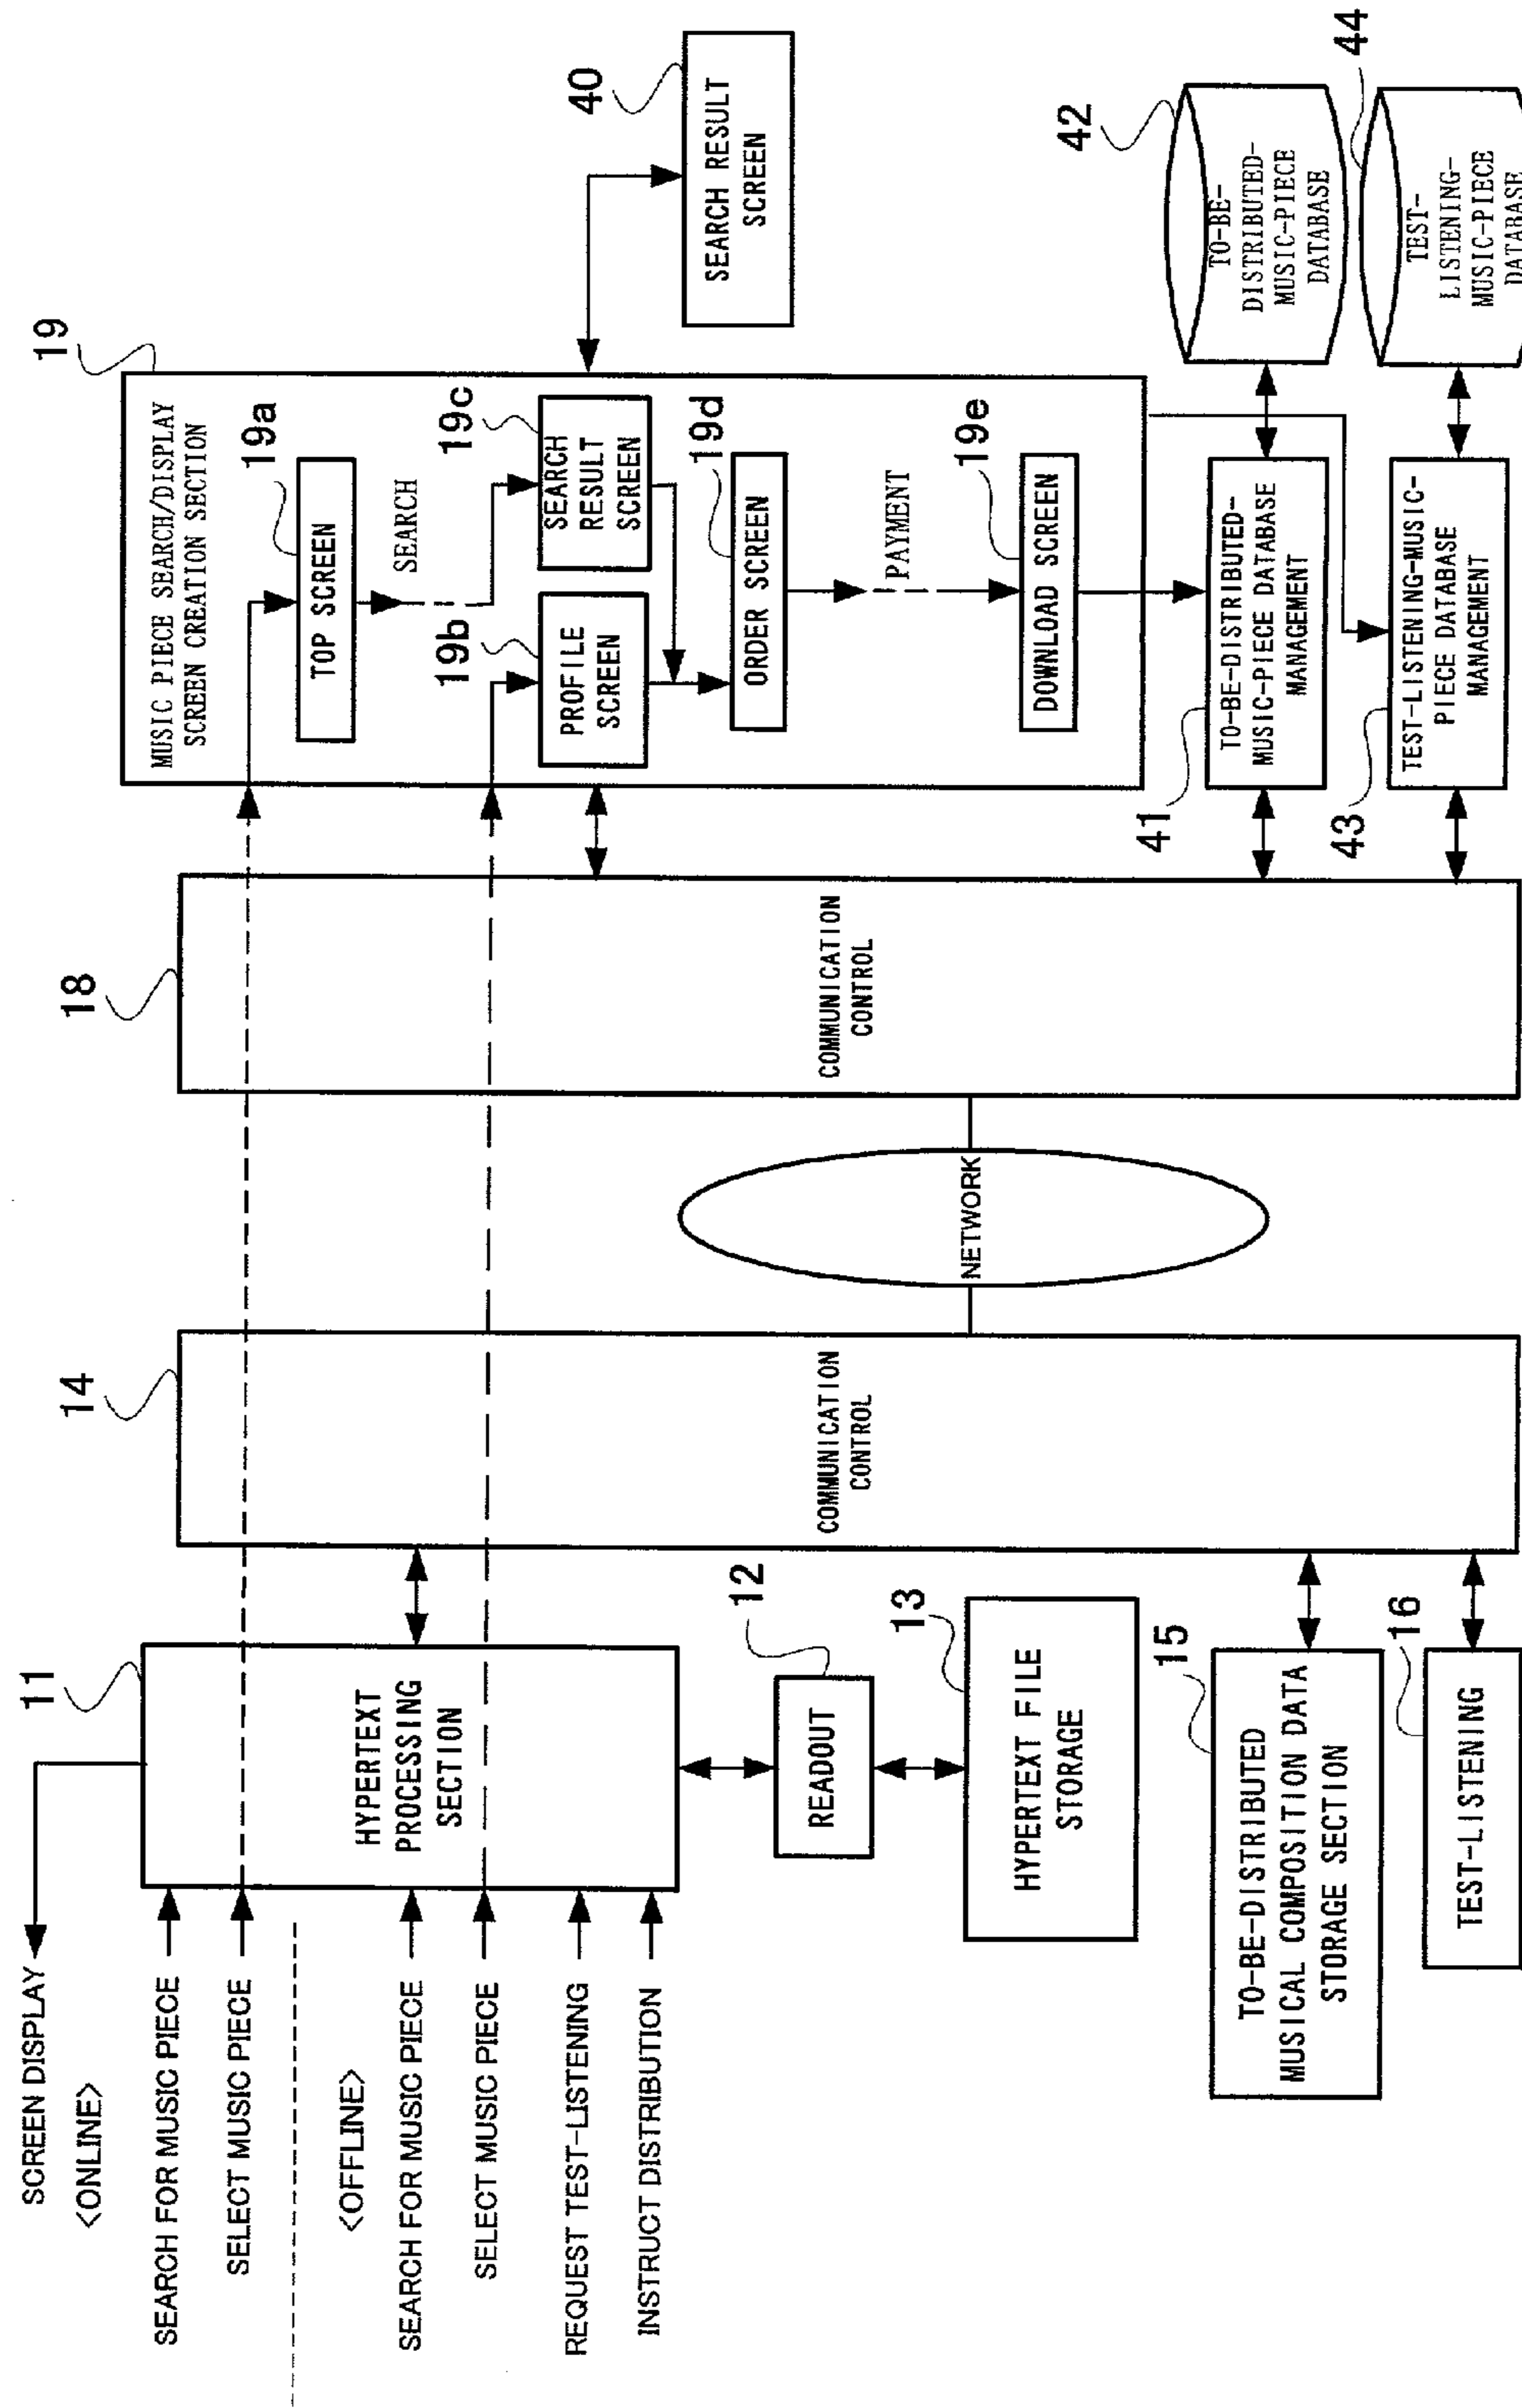 SCREEN DISPLAY
<ONLINE>
SEARCH FOR MUSIC PIECE
SELECT MUSIC PIECE
<OFFLINE>
SEARCH FOR MUSIC PIECE
SELECT MUSIC PIECE
REQUEST TEST-LISTENING
INSTRUCT DISTRIBUTION
11
HYPERTEXT
PROCESSING
SECTION
12
READOUT
13
HYPERTEXT FILE
STORAGE
15
TO-BE-DISTRIBUTED
MUSICAL COMPOSITION DATA
STORAGE SECTION
16
TEST-LISTENING
14
COMMUNICATION
CONTROL
NETWORK
18
COMMUNICATION
CONTROL
19
MUSIC PIECE SEARCH/DISPLAY
SCREEN CREATION SECTION
19a
TOP SCREEN
SEARCH
19b
PROFILE
SCREEN
19c
SEARCH
RESULT
SCREEN
19d
ORDER SCREEN
PAYMENT
19e
DOWNLOAD SCREEN
40
SEARCH RESULT
SCREEN
41
TO-BE-DISTRIBUTED-
MUSIC-PIECE DATABASE
MANAGEMENT
42
TO-BE-
DISTRIBUTED-
MUSIC-PIECE
DATABASE
43
TEST-LISTENING-MUSIC-
PIECE DATABASE
MANAGEMENT
44
TEST-
LISTENING-
MUSIC-PIECE
DATABASE